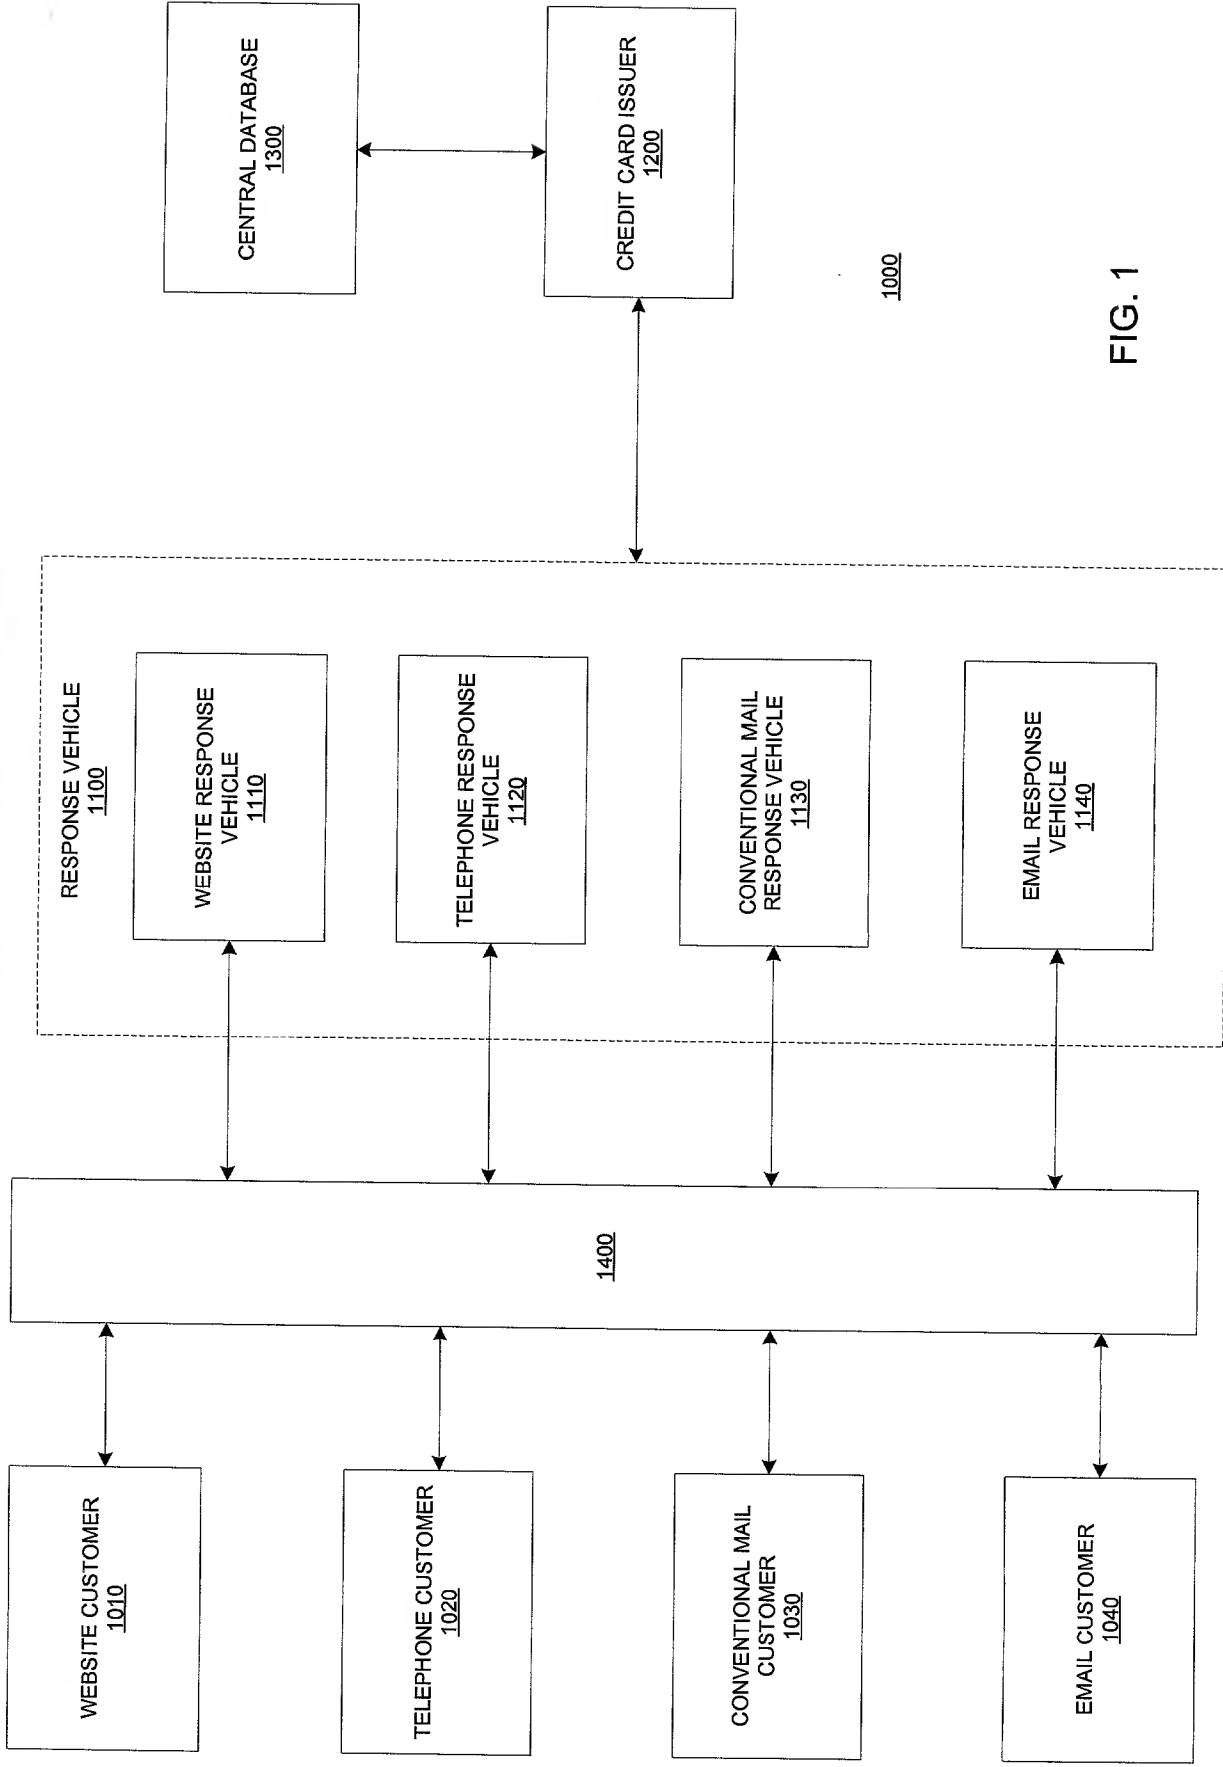 WEBSITE CUSTOMER
1010
TELEPHONE CUSTOMER
1020
CONVENTIONAL MAIL
CUSTOMER
1030
EMAIL CUSTOMER
1040
1400
RESPONSE VEHICLE
1100
WEBSITE RESPONSE
VEHICLE
1110
TELEPHONE RESPONSE
VEHICLE
1120
CONVENTIONAL MAIL
RESPONSE VEHICLE
1130
EMAIL RESPONSE
VEHICLE
1140
CENTRAL DATABASE
1300
CREDIT CARD ISSUER
1200
1000
FIG. 1